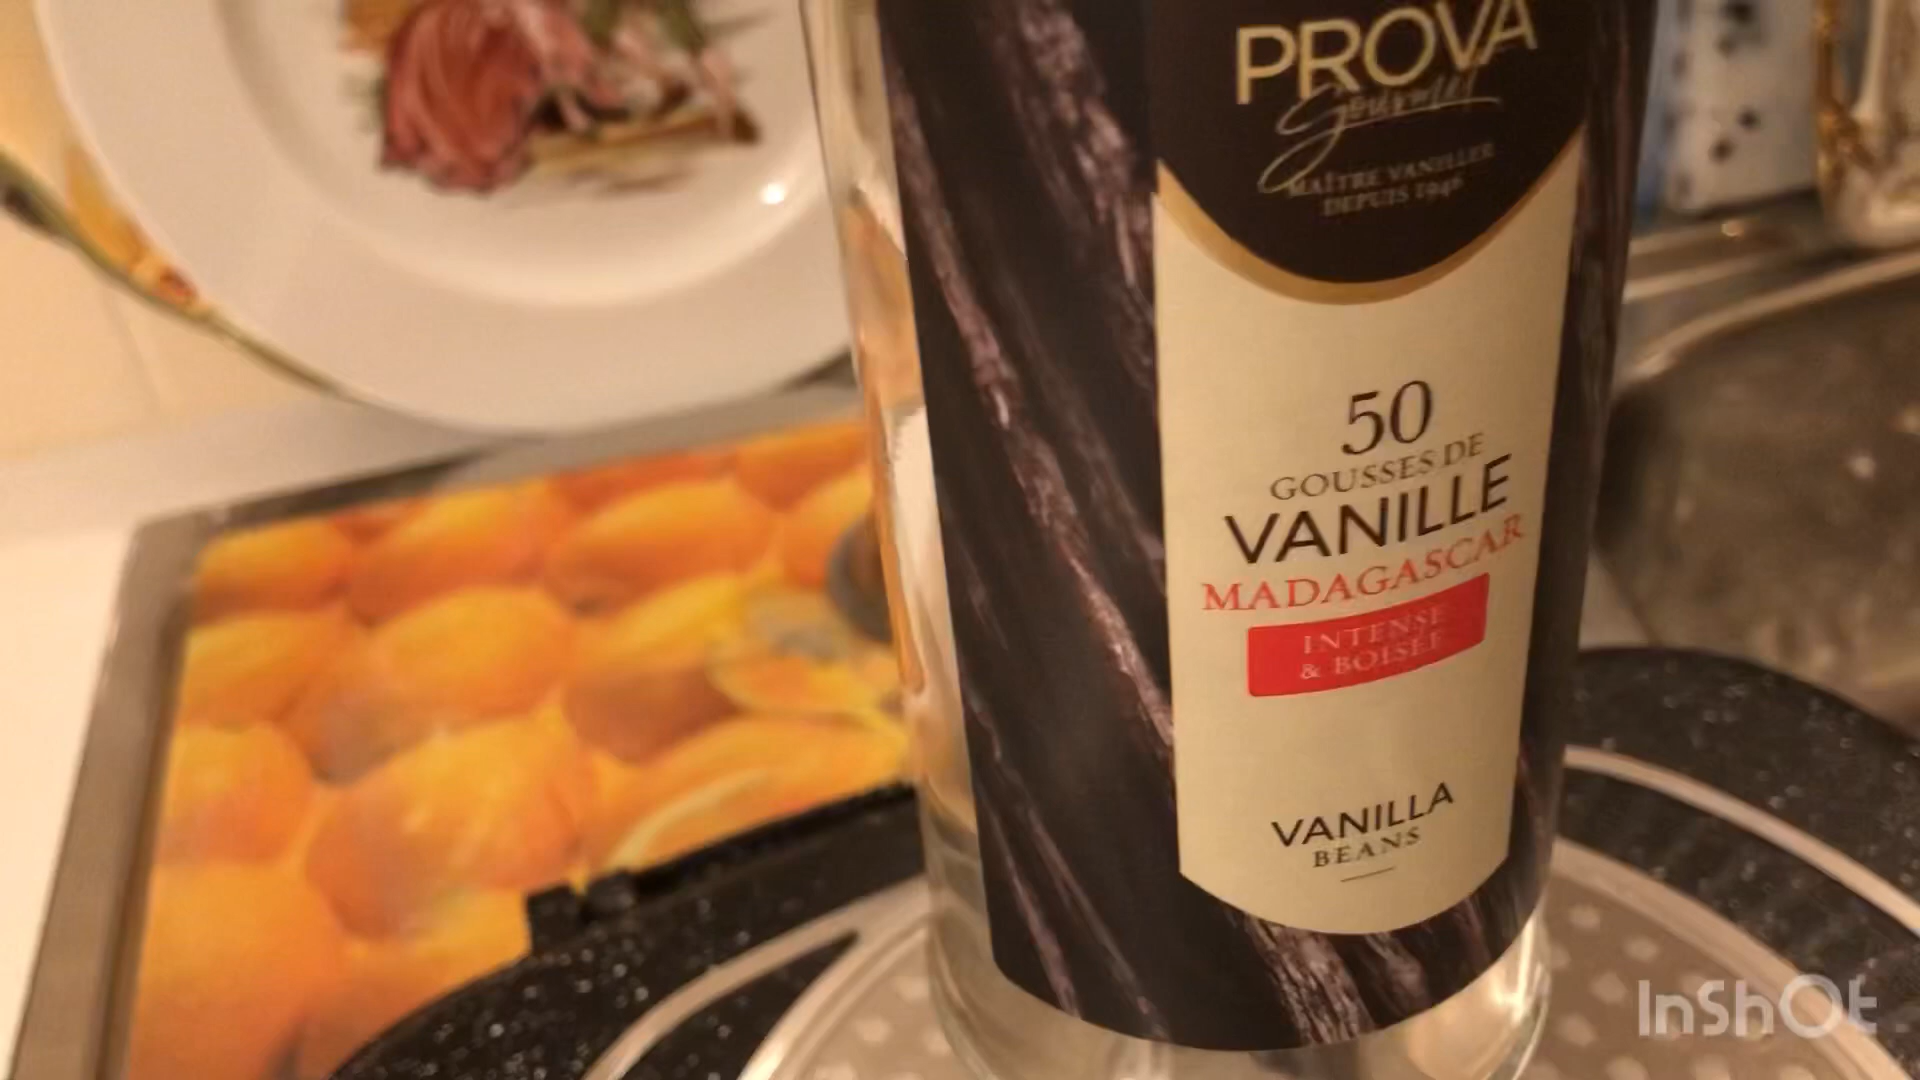 PROVA
Gourmet
MAÎTRE VANILLIER
DEPUIS 1946
50
GOUSSES DE
VANILLE
MADAGASCAR
INTENSE
& BOISÉE
VANILLA
BEANS
InShOt